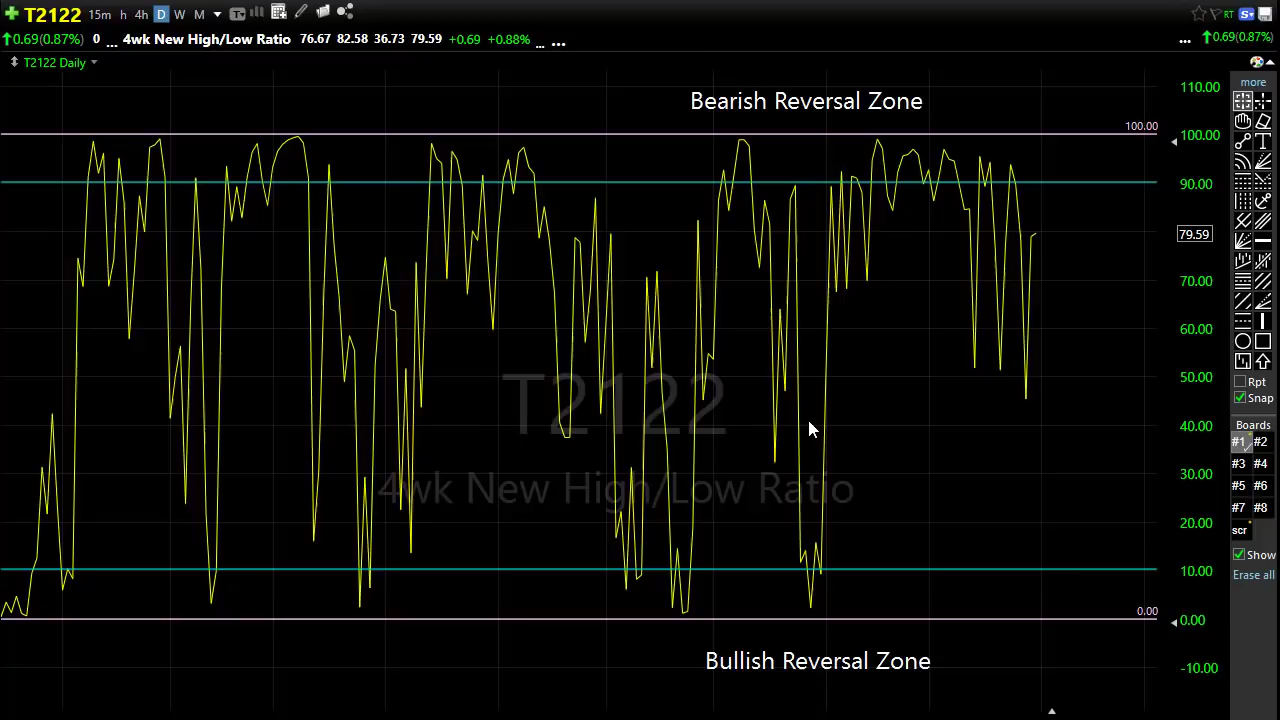 T2122 15m h 4h D W M RT S
0.69(0.87%) 0 ... 4wk New High/Low Ratio 76.67 82.58 36.73 79.59 +0.69 +0.88% ... ... ... 0.69(0.87%)
T2122 Daily
more
Bearish Reversal Zone
110.00
100.00
100.00
90.00
79.59
70.00
60.00
50.00
40.00
30.00
20.00
10.00
0.00
0.00
-10.00
T2122
4wk New High/Low Ratio
Bullish Reversal Zone
Rpt
Snap
Boards
#1 #2
#3 #4
#5 #6
#7 #8
scr
Show
Erase all